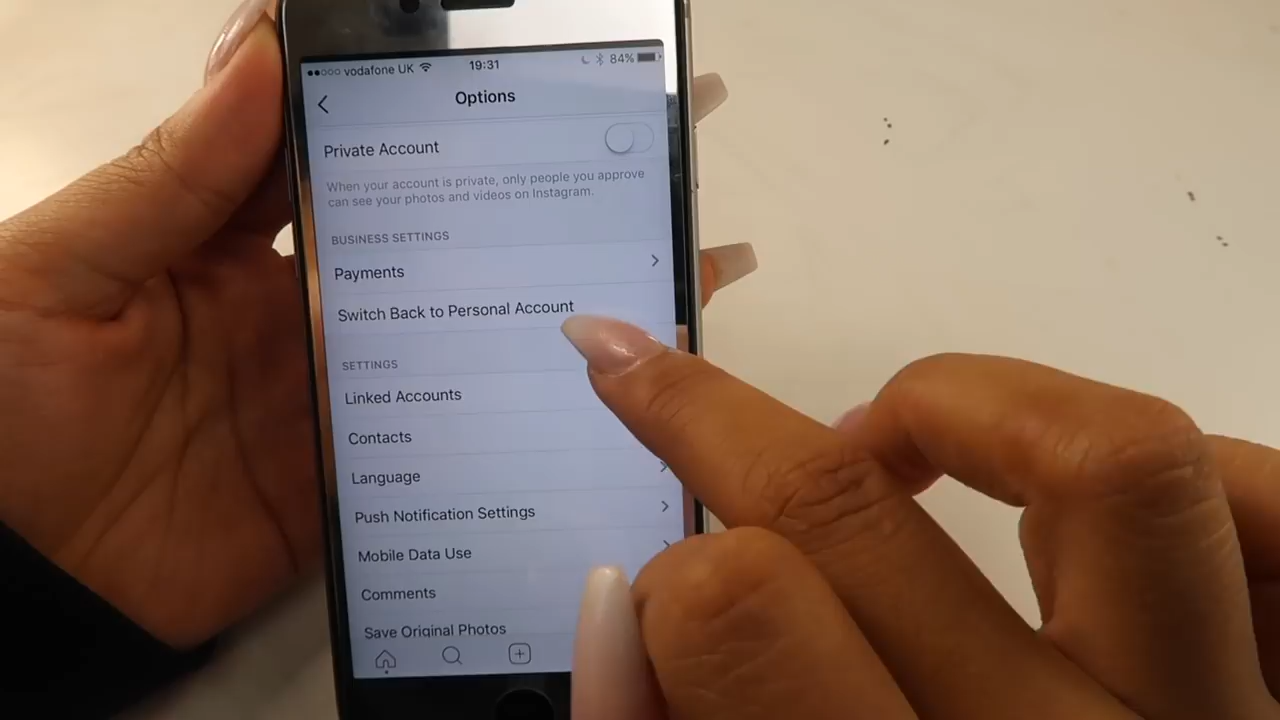 vodafone UK 19:31 84%
Options
Private Account
When your account is private, only people you approve
can see your photos and videos on Instagram.
BUSINESS SETTINGS
Payments
Switch Back to Personal Account
SETTINGS
Linked Accounts
Contacts
Language
Push Notification Settings
Mobile Data Use
Comments
Save Original Photos